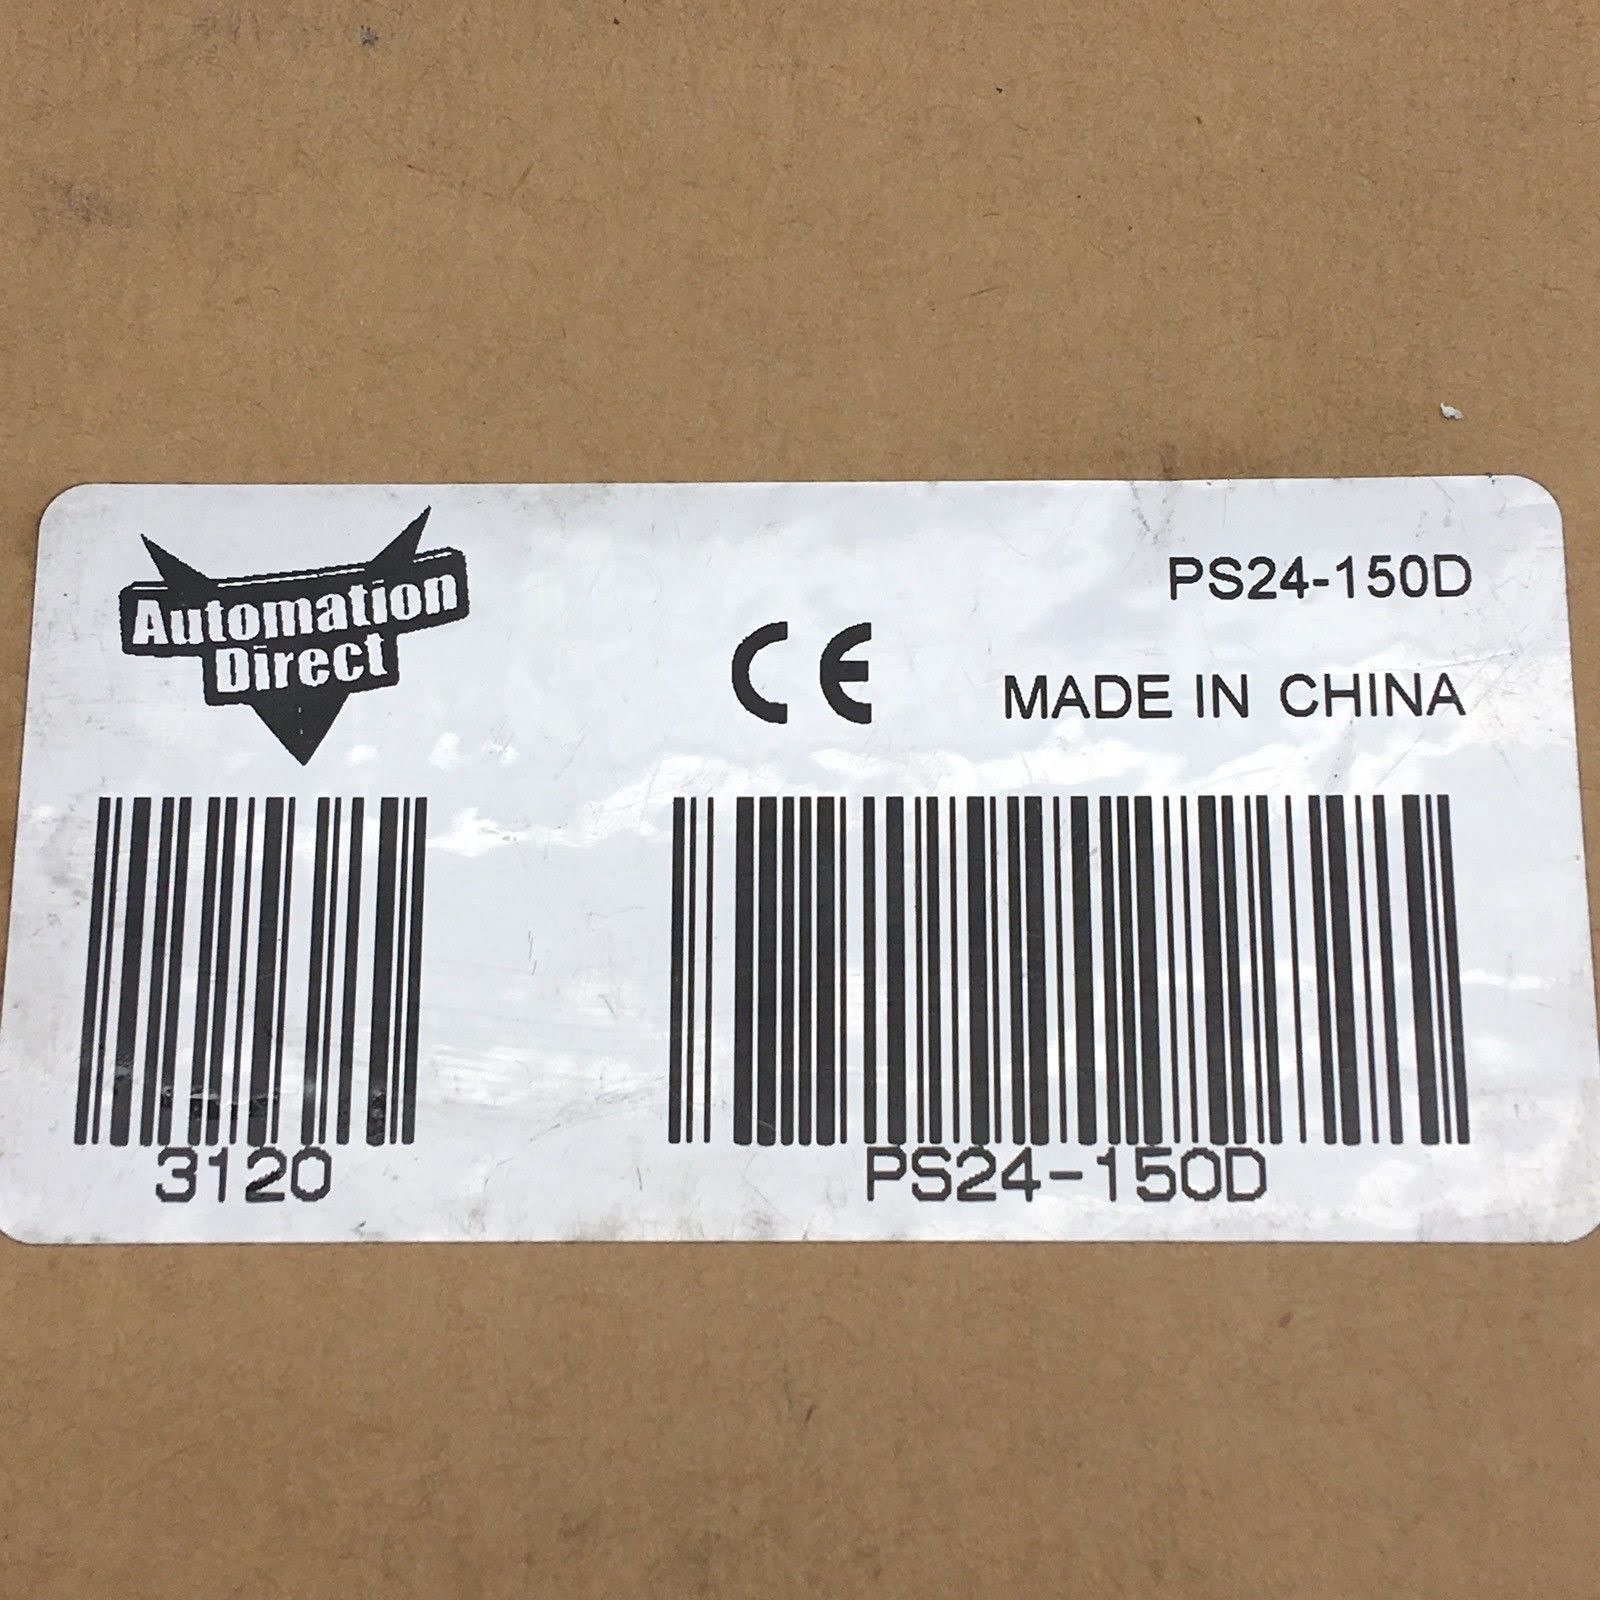 Automation
Direct
CE
PS24-150D
MADE IN CHINA
3120
PS24-150D